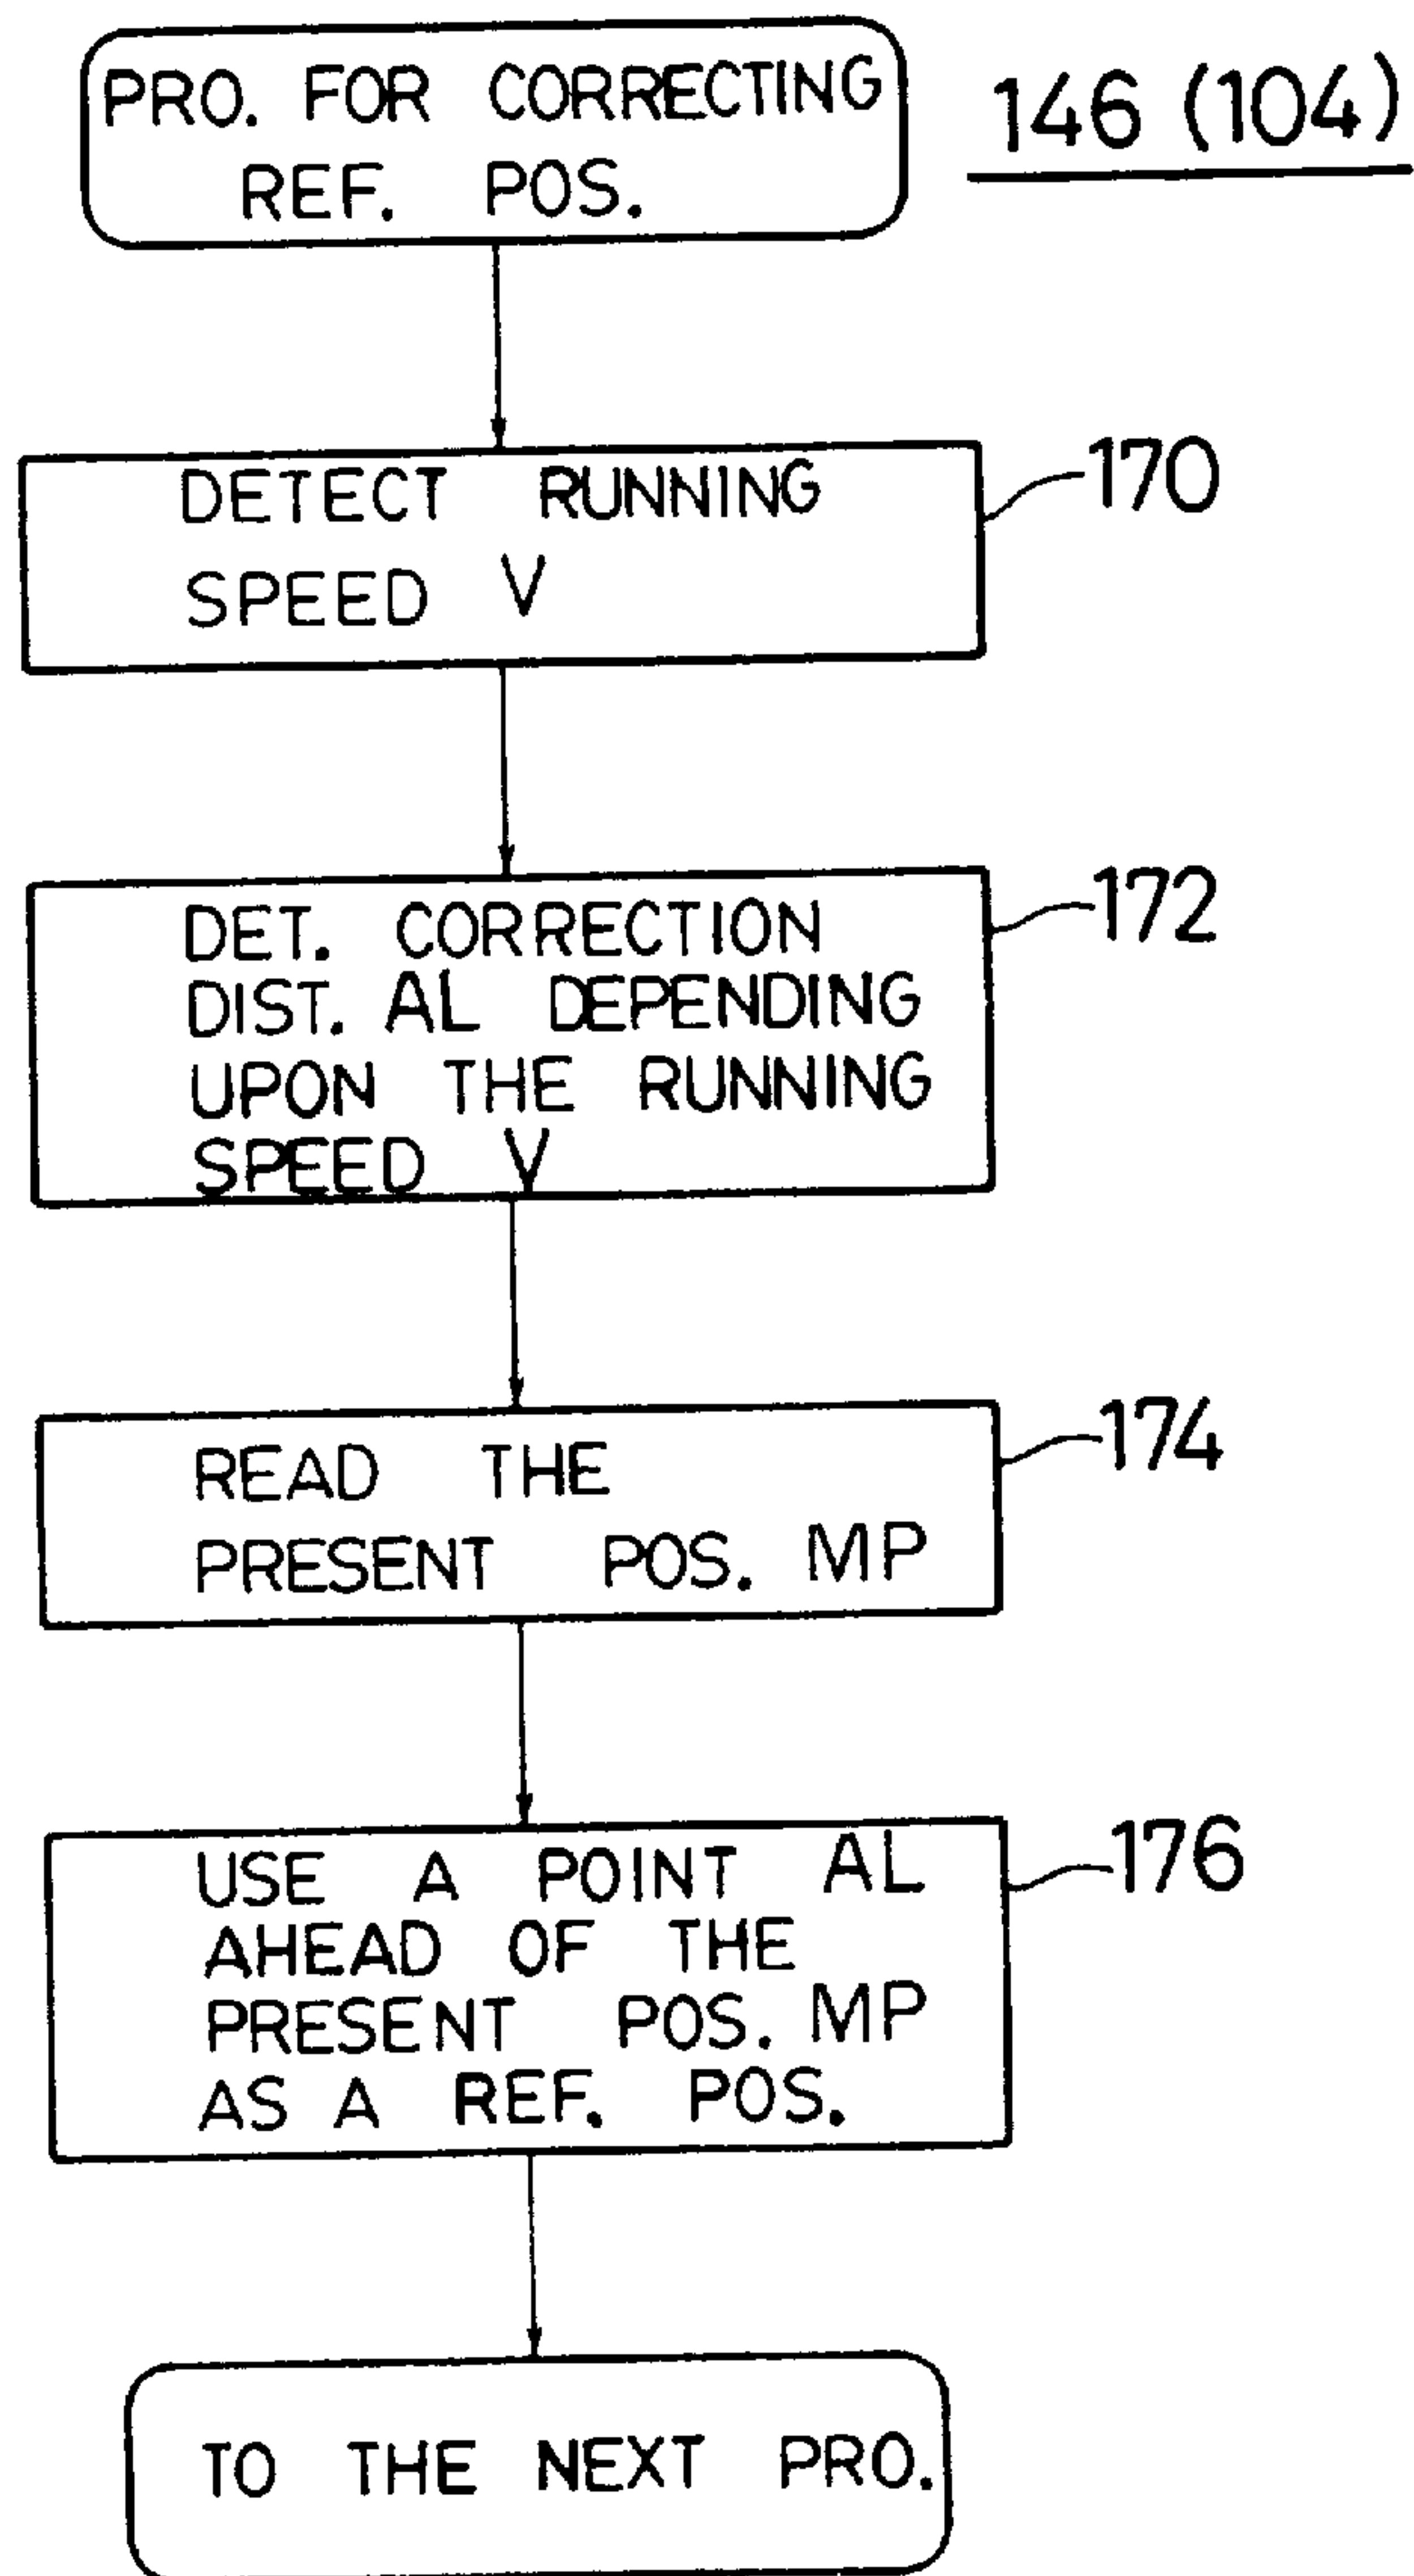 PRO. FOR CORRECTING
REF. POS.
146 (104)
DETECT RUNNING
SPEED V
170
DET. CORRECTION
DIST. AL DEPENDING
UPON THE RUNNING
SPEED V
172
READ THE
PRESENT POS. MP
174
USE A POINT AL
AHEAD OF THE
PRESENT POS. MP
AS A REF. POS.
176
TO THE NEXT PRO.